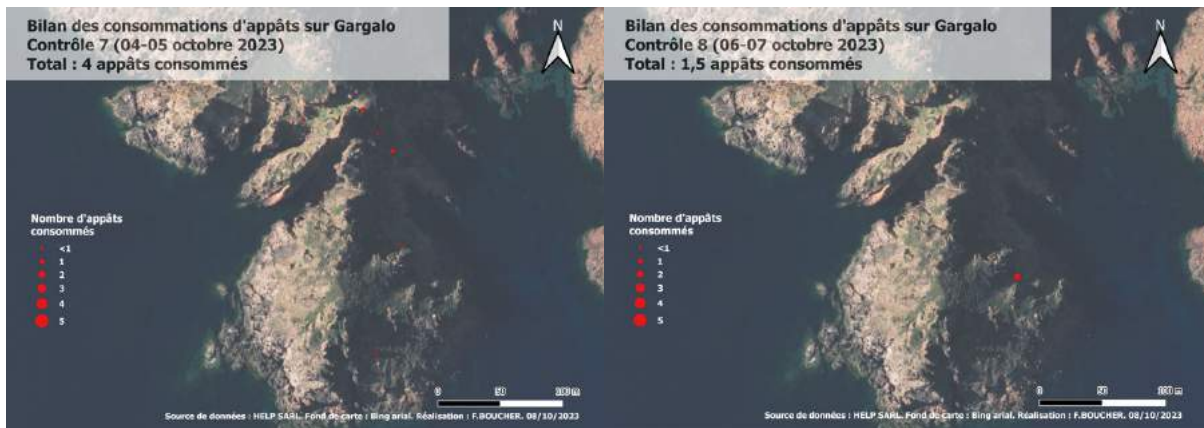 Bilan des consommations d'appâts sur Gargalo
Contrôle 7 (04-05 octobre 2023)
Total : 4 appâts consommés
N
Nombre d'appâts
consommés
<1
1
2
3
4
5
0 50 100 m
Source de données : HELP SARL. Fond de carte : Bing arial. Réalisation : F.BOUCHER. 08/10/2023
Bilan des consommations d'appâts sur Gargalo
Contrôle 8 (06-07 octobre 2023)
Total : 1,5 appâts consommés
N
Nombre d'appâts
consommés
<1
1
2
3
4
5
0 50 100 m
Source de données : HELP SARL. Fond de carte : Bing arial. Réalisation : F.BOUCHER. 08/10/2023